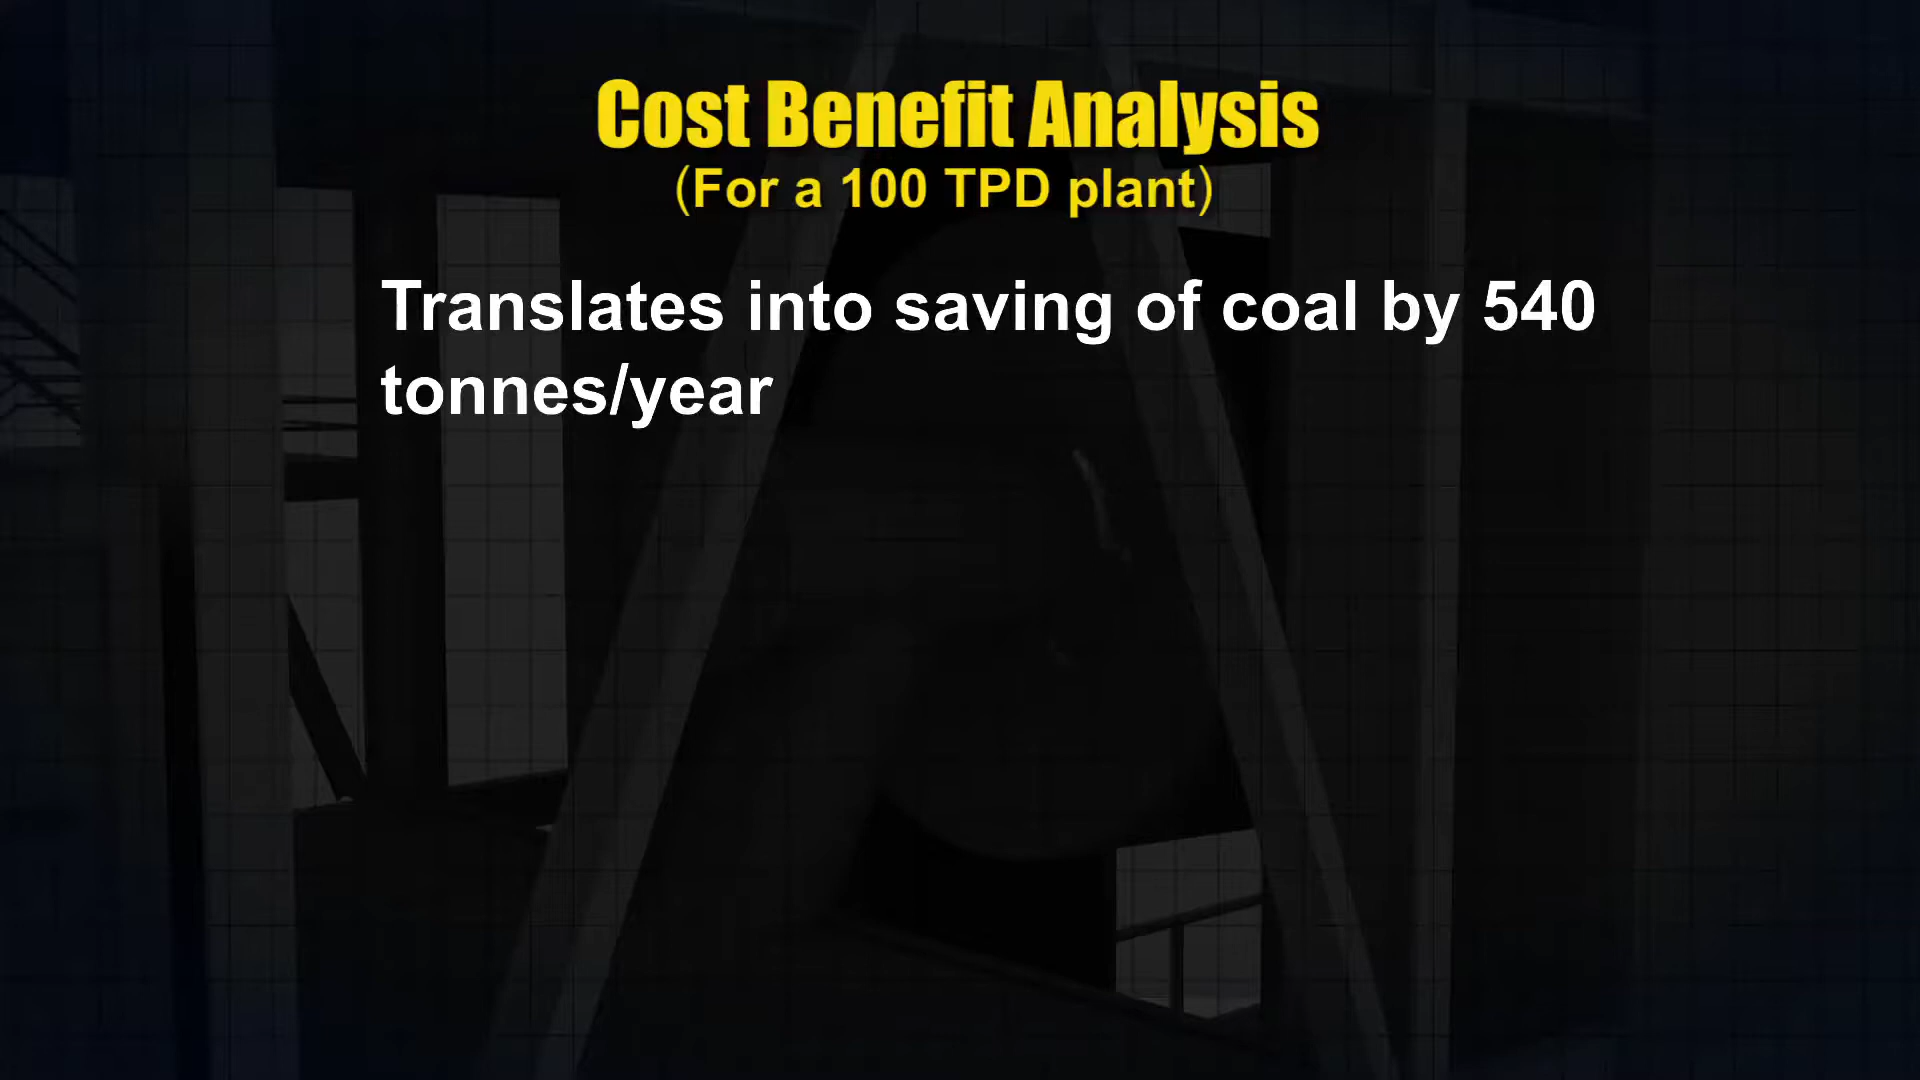 Cost Benefit Analysis
(For a 100 TPD plant)
Translates into saving of coal by 540
tonnes/year